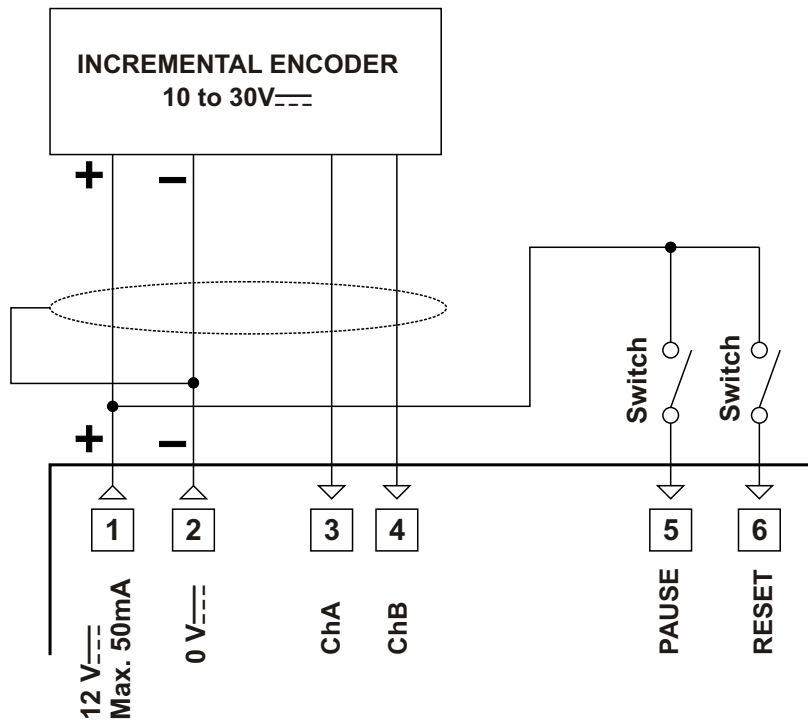 INCREMENTAL ENCODER
10 to 30V
+
−
Switch
Switch
+
−
1
2
3
4
5
6
12 V
Max. 50mA
0 V
ChA
ChB
PAUSE
RESET